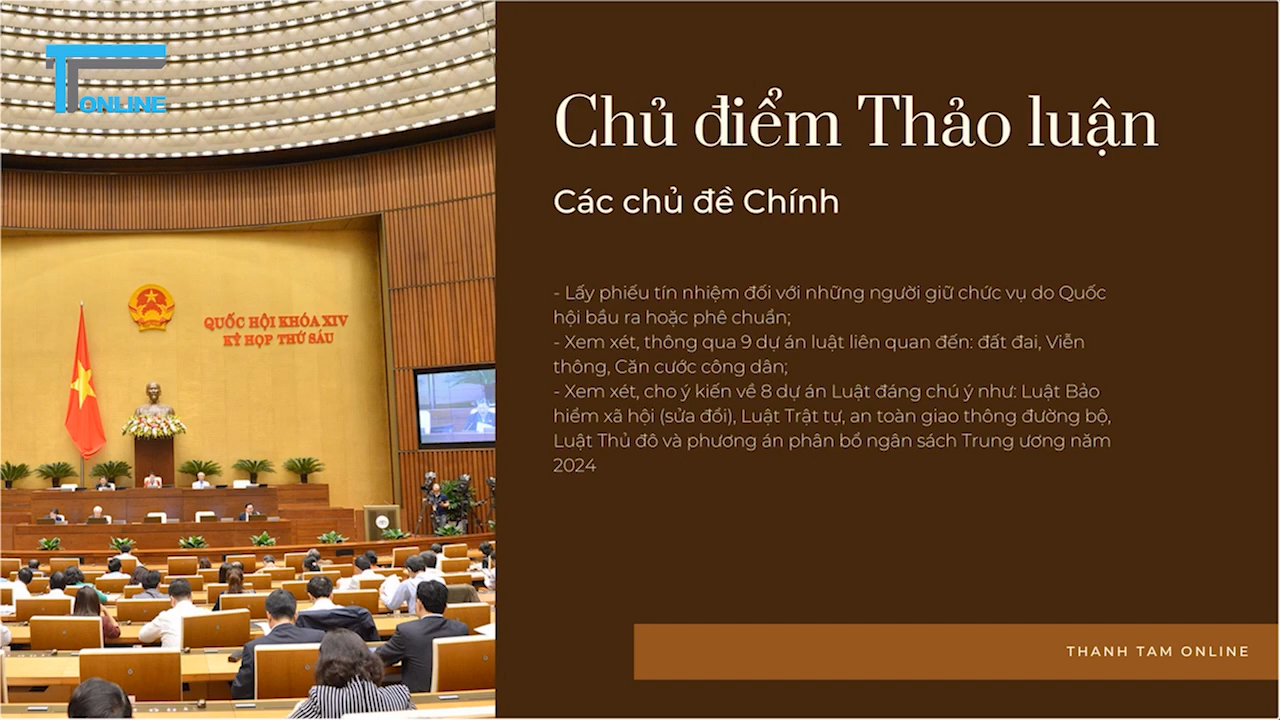 ONLINE
QUỐC HỘI KHÓA XIV
KỲ HỌP THỨ SÁU
Chủ điểm Thảo luận
Các chủ đề Chính
- Lấy phiếu tín nhiệm đối với những người giữ chức vụ do Quốc
hội bầu ra hoặc phê chuẩn;
- Xem xét, thông qua 9 dự án luật liên quan đến: đất đai, Viễn
thông, Căn cước công dân;
- Xem xét, cho ý kiến về 8 dự án Luật đáng chú ý như: Luật Bảo
hiểm xã hội (sửa đổi), Luật Trật tự, an toàn giao thông đường bộ,
Luật Thủ đô và phương án phân bổ ngân sách Trung ương năm
2024
THANH TAM ONLINE